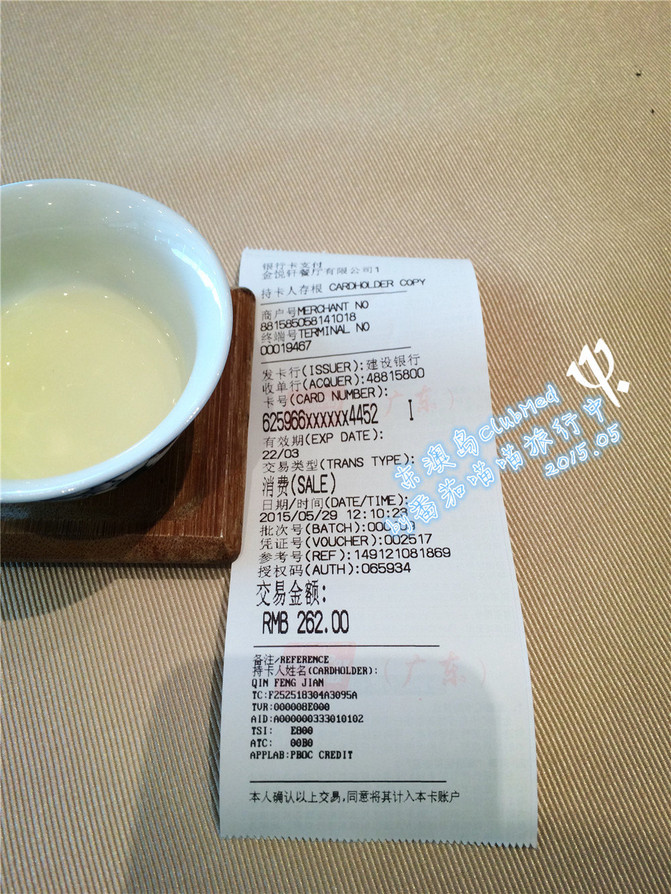 银行卡支付
金悦轩餐厅有限公司1
持卡人存根 CARDHOLDER COPY
商户号MERCHANT NO
881585058141018
终端号TERMINAL NO
00019467
发卡行(ISSUER):建设银行
收单行(ACQUER):48815800
卡号(CARD NUMBER):
625966xxxxxx4452 I
有效期(EXP DATE):
22/03
交易类型(TRANS TYPE):
消费(SALE)
日期/时间(DATE/TIME):
2015/05/29 12:10:23
批次号(BATCH):
凭证号(VOUCHER):002517
参考号(REF):149121081869
授权码(AUTH):065934
交易金额:
RMB 262.00
备注/REFERENCE
持卡人姓名(CARDHOLDER):
QIN FENG JIAN
TC:F252518304A3095A
TVR:000008E000
AID:A000000333010102
TSI: E800
ATC: 00B0
APPLAB:PBOC CREDIT
本人确认以上交易,同意将其计入本卡账户
(广东)
东澳岛ClubMed
番茄喵喵旅行中
2015.05